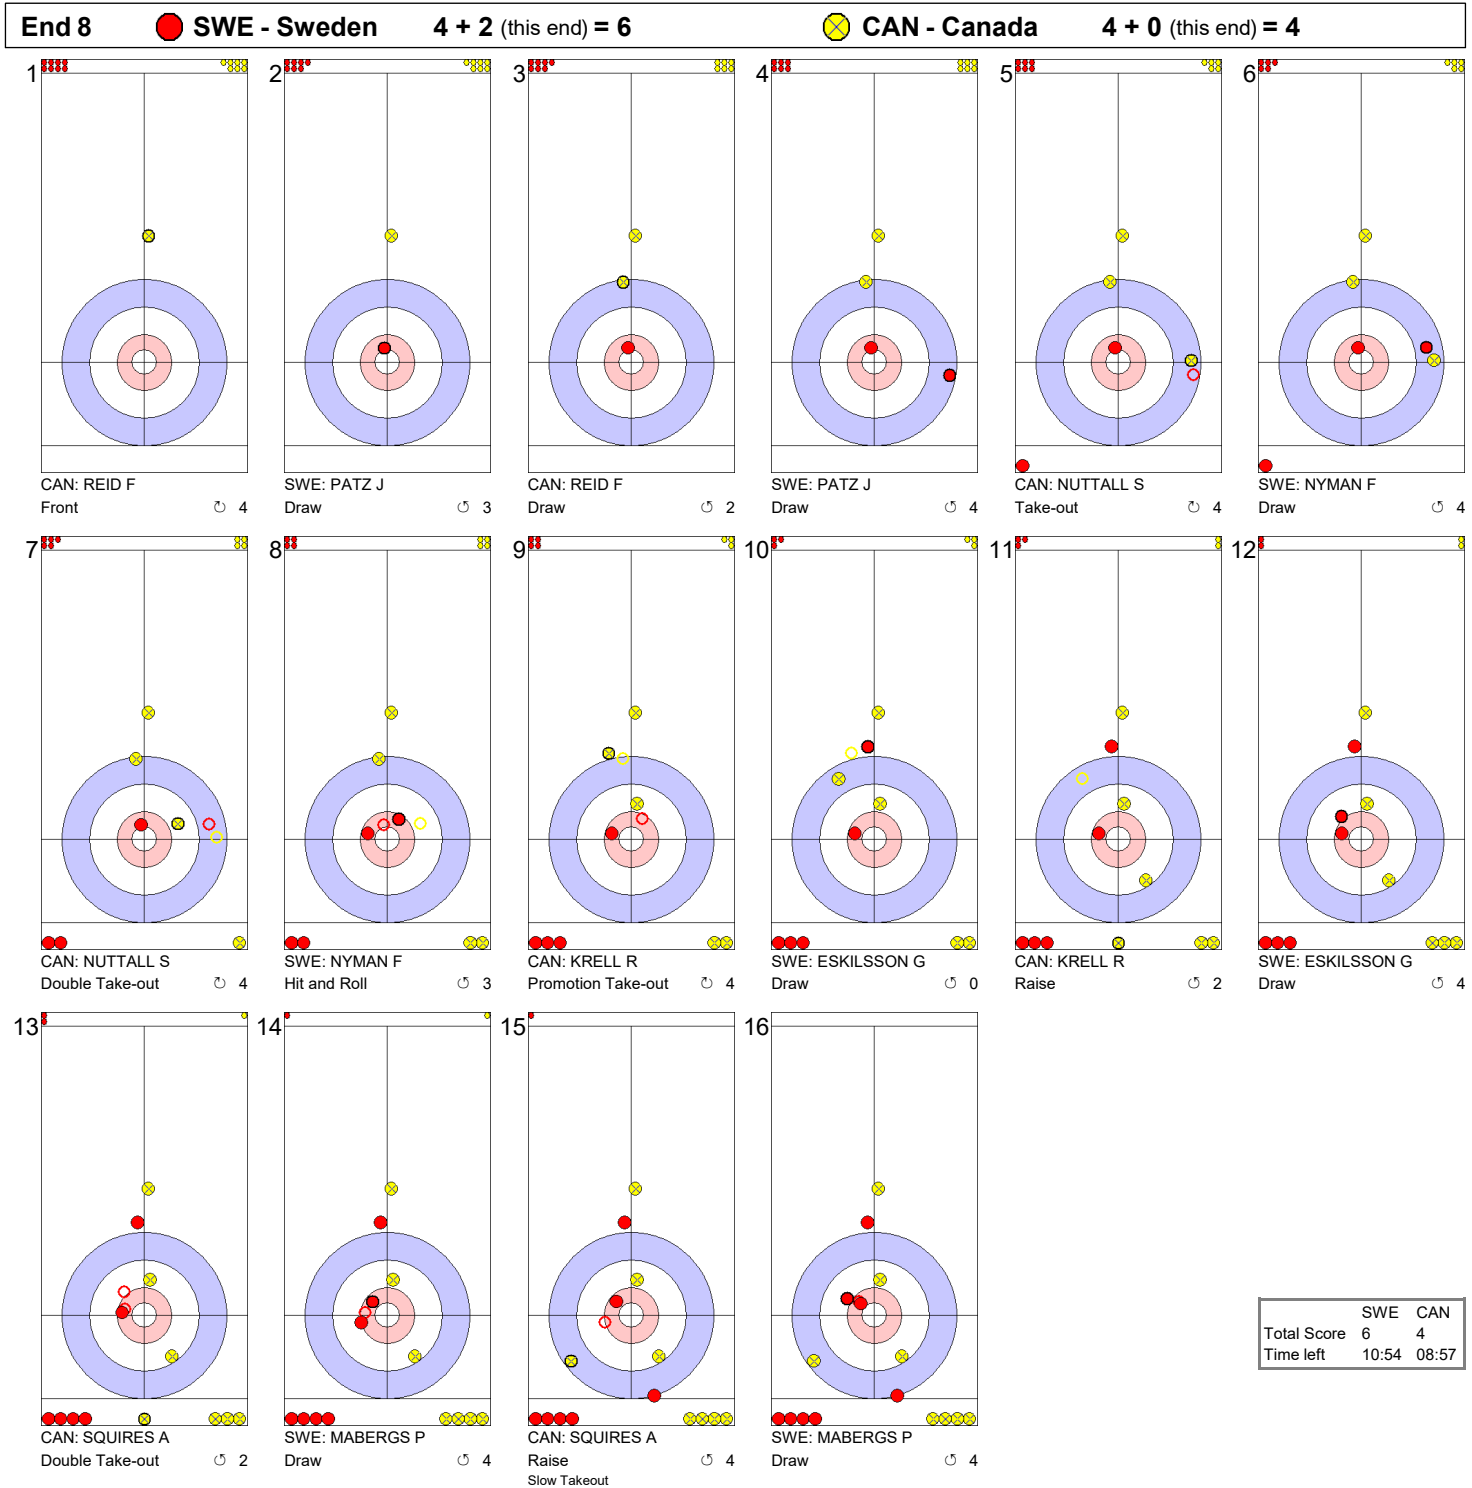 End 8 SWE - Sweden 4 + 2 (this end) = 6 CAN - Canada 4 + 0 (this end) = 4
1 2 3 4 5 6
CAN: REID F SWE: PATZ J CAN: REID F SWE: PATZ J CAN: NUTTALL S SWE: NYMAN F
Front ↻ 4 Draw ↺ 3 Draw ↺ 2 Draw ↺ 4 Take-out ↻ 4 Draw ↺ 4
7 8 9 10 11 12
CAN: NUTTALL S SWE: NYMAN F CAN: KRELL R SWE: ESKILSSON G CAN: KRELL R SWE: ESKILSSON G
Double Take-out ↻ 4 Hit and Roll ↺ 3 Promotion Take-out ↻ 4 Draw ↺ 0 Raise ↺ 2 Draw ↺ 4
13 14 15 16
SWE CAN
Total Score 6 4
Time left 10:54 08:57
CAN: SQUIRES A SWE: MABERGS P CAN: SQUIRES A SWE: MABERGS P
Double Take-out ↺ 2 Draw ↺ 4 Raise ↺ 4 Draw ↺ 4
Slow Takeout